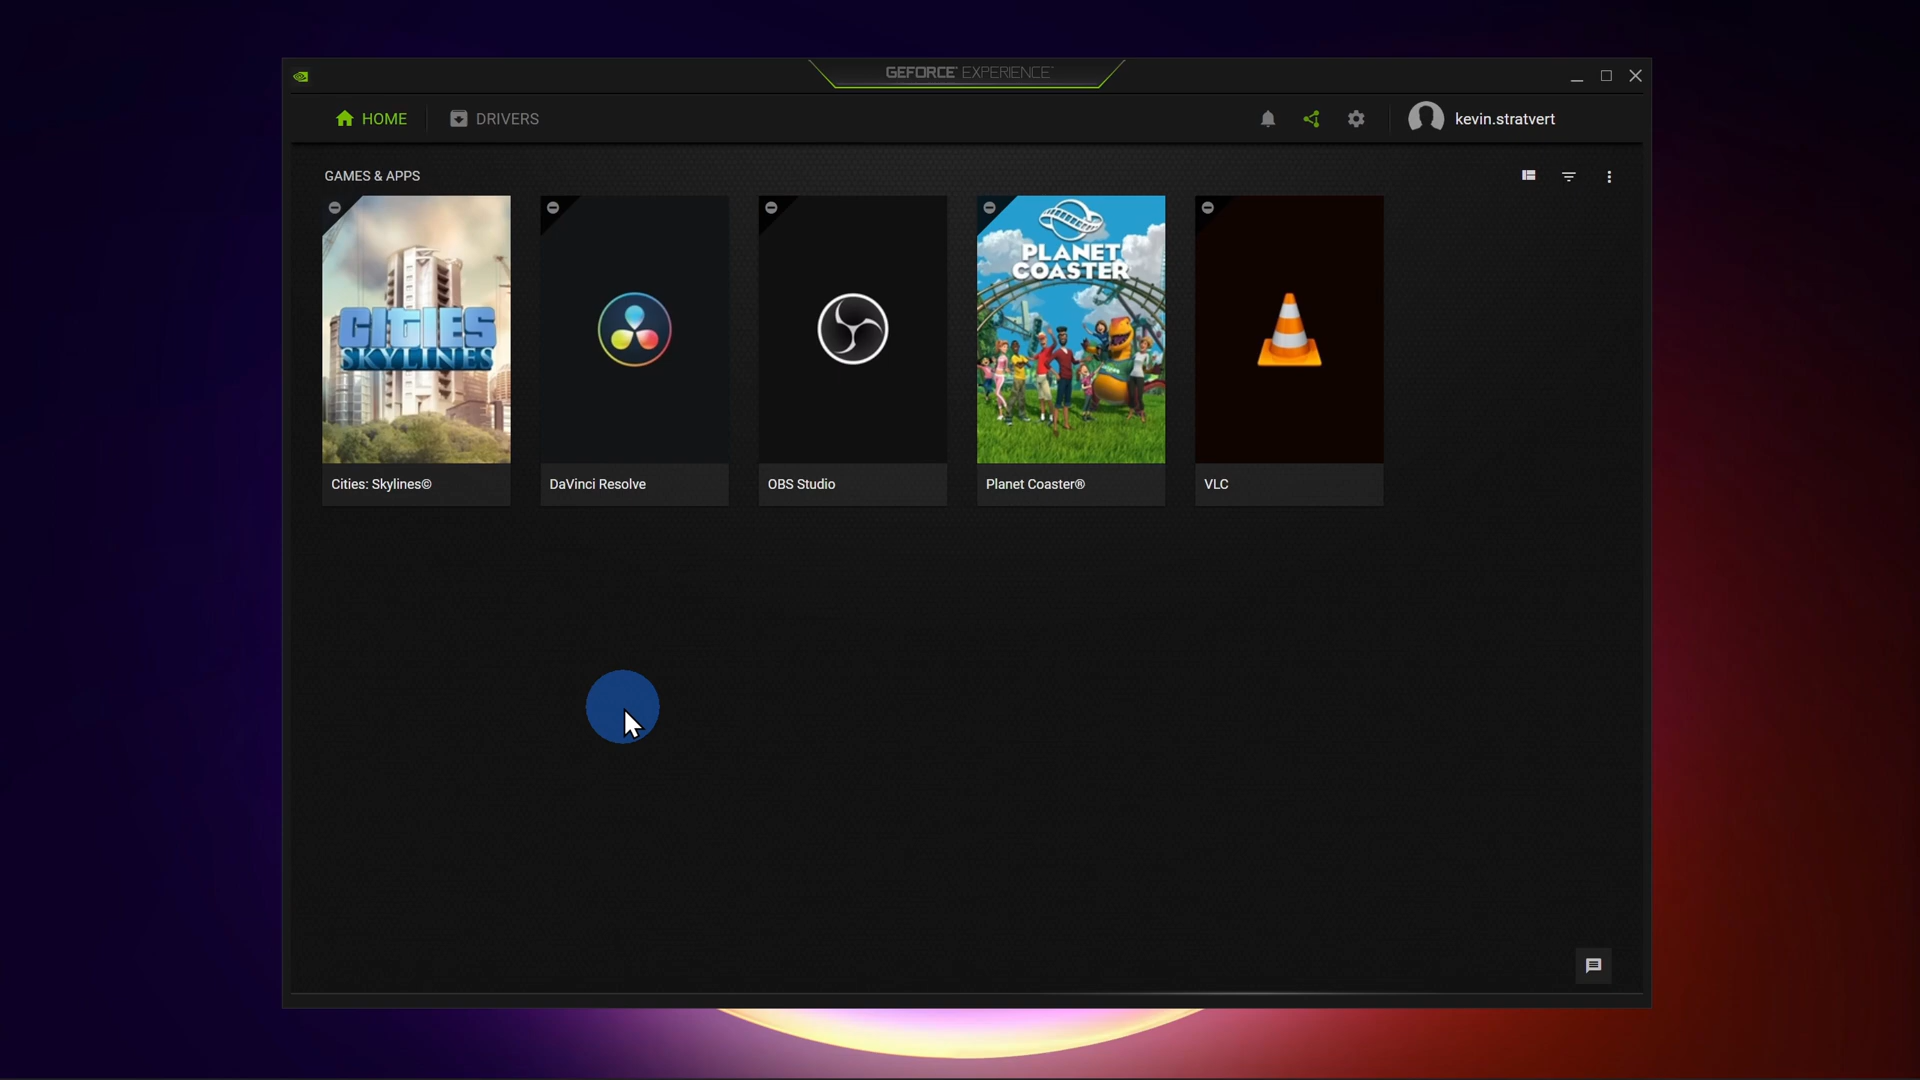 GEFORCE EXPERIENCE™
HOME
DRIVERS
kevin.stratvert
GAMES & APPS
CITIES
SKYLINES
PLANET
COASTER
Cities: Skylines©
DaVinci Resolve
OBS Studio
Planet Coaster®
VLC